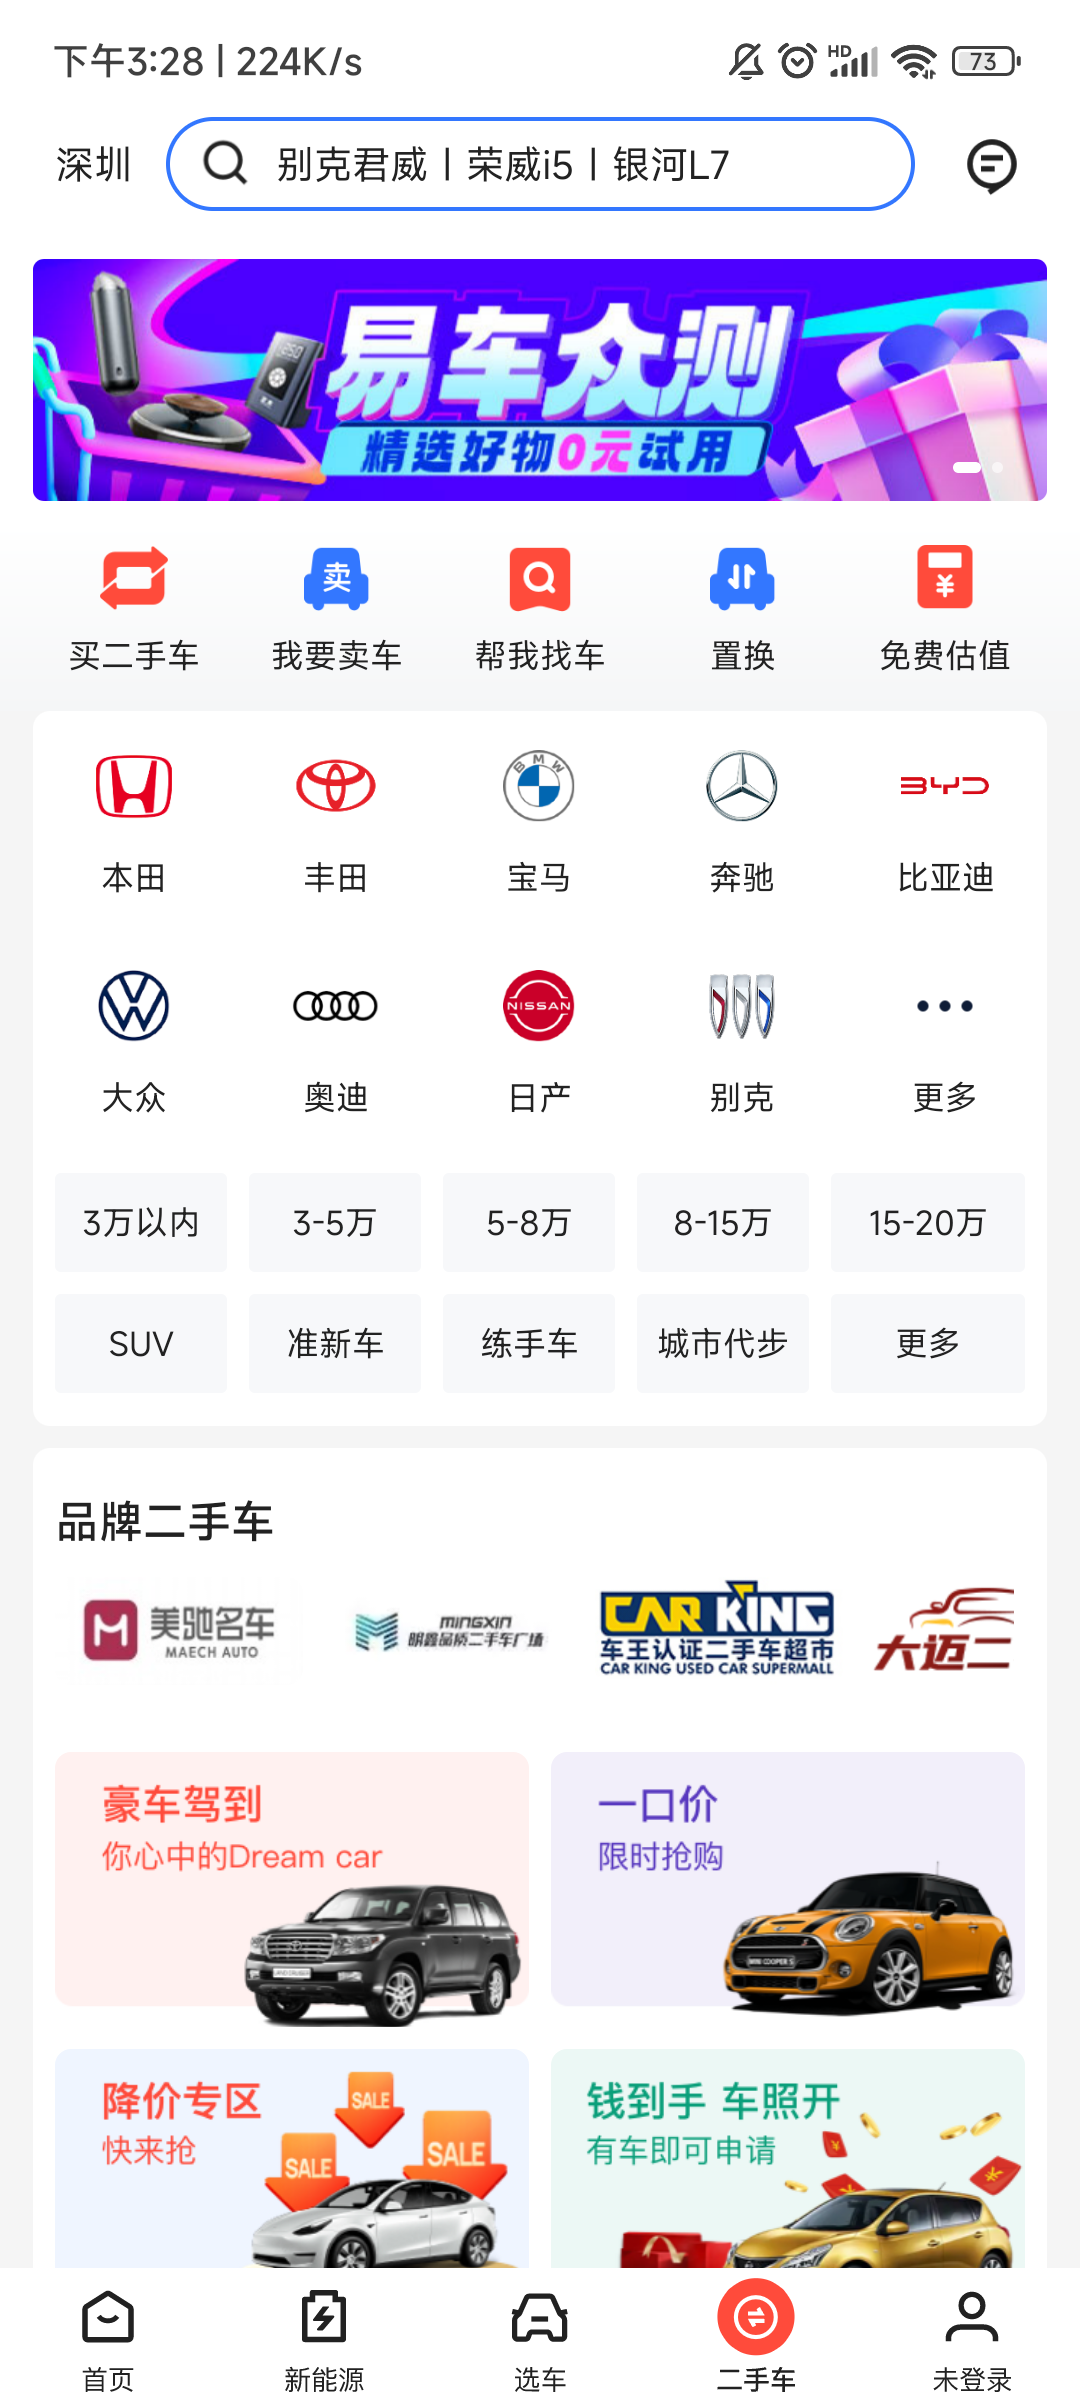 下午3:28 | 224K/s
HD
73
深圳
别克君威 | 荣威i5 | 银河L7
易车众测
精选好物0元试用
买二手车
我要卖车
卖
帮我找车
置换
免费估值
¥
BMW
BYD
本田
丰田
宝马
奔驰
比亚迪
NISSAN
大众
奥迪
日产
别克
更多
3万以内
3-5万
5-8万
8-15万
15-20万
SUV
准新车
练手车
城市代步
更多
品牌二手车
美驰名车
MAECH AUTO
MINGXIN
明鑫品质二手车广场
CAR KING
车王认证二手车超市
CAR KING USED CAR SUPERMALL
大迈二
豪车驾到
你心中的Dream car
LAND CRUISER
一口价
限时抢购
MINI COOPER S
降价专区
快来抢
SALE
SALE
SALE
钱到手 车照开
有车即可申请
首页
新能源
选车
二手车
未登录